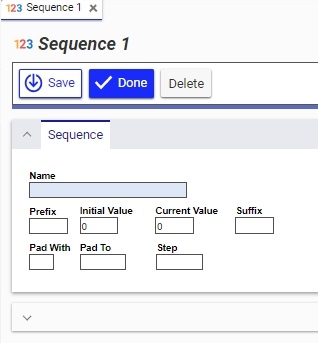 123 Sequence 1 ×
123 Sequence 1
Save Done Delete
Sequence
Name
Prefix Initial Value Current Value Suffix
0 0
Pad With Pad To Step